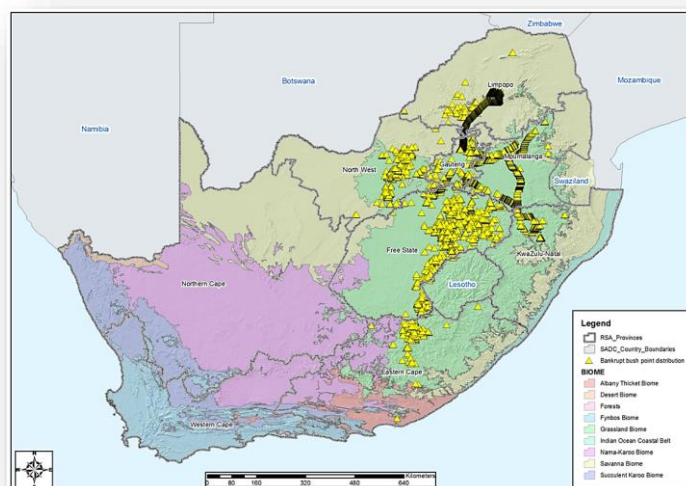 Zimbabwe
Botswana
Limpopo
Mozambique
Namibia
North West
Gauteng
Mpumalanga
Swaziland
Free State
KwaZulu-Natal
Northern Cape
Lesotho
Eastern Cape
Western Cape
Legend
RSA_Provinces
SADC_Country_Boundaries
Bankrupt bush point distribution
BIOME
Albany Thicket Biome
Desert Biome
Forests
Fynbos Biome
Grassland Biome
Indian Ocean Coastal Belt
Nama-Karoo Biome
Savanna Biome
Succulent Karoo Biome
Kilometers
0 80 160 320 480 640